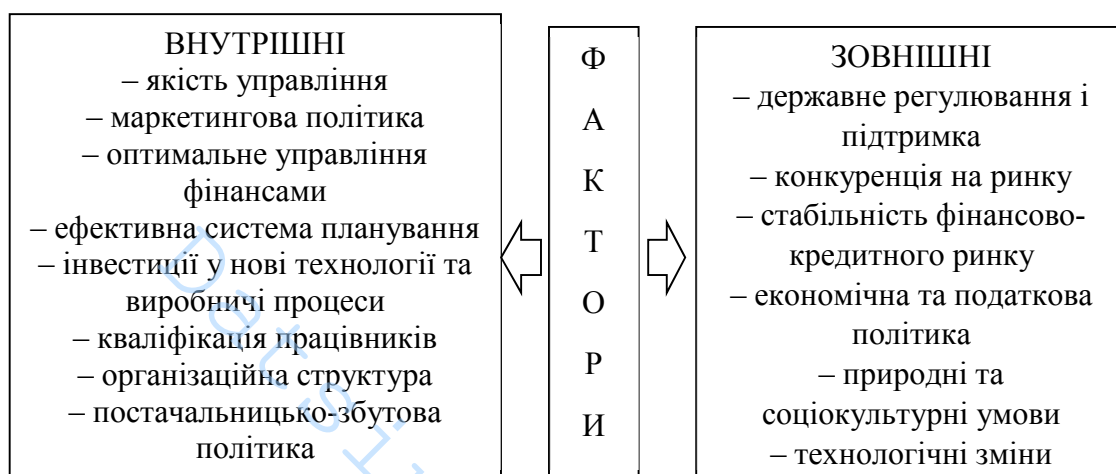 ВНУТРІШНІ
– якість управління
– маркетингова політика
– оптимальне управління
фінансами
– ефективна система планування
– інвестиції у нові технології та
виробничі процеси
– кваліфікація працівників
– організаційна структура
– постачальницько-збутова
політика
Ф
А
К
Т
О
Р
И
ЗОВНІШНІ
– державне регулювання і
підтримка
– конкуренція на ринку
– стабільність фінансово-
кредитного ринку
– економічна та податкова
політика
– природні та
соціокультурні умови
– технологічні зміни